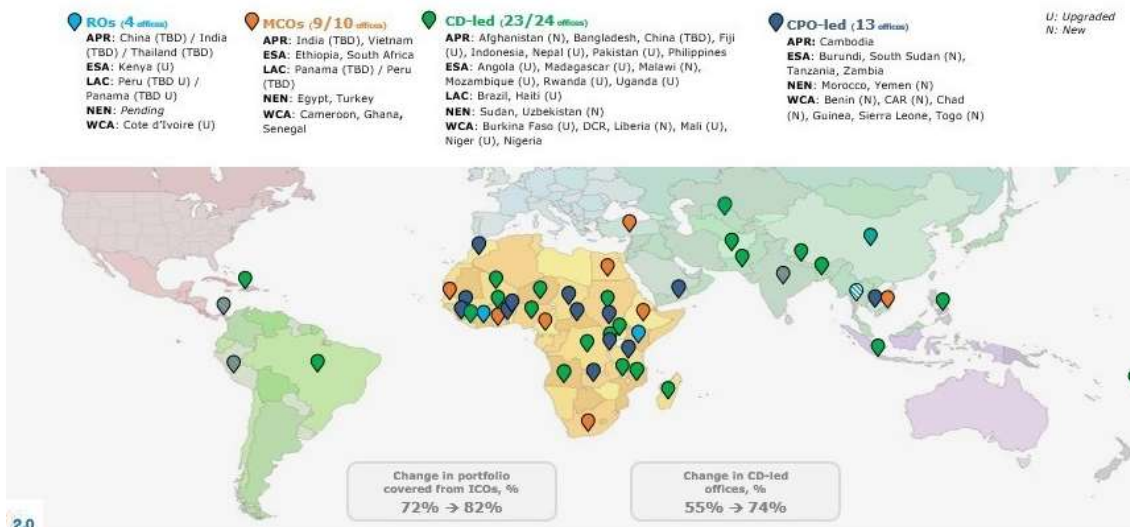 ROs (4 offices)
APR: China (TBD) / India
(TBD) / Thailand (TBD)
ESA: Kenya (U)
LAC: Peru (TBD U) /
Panama (TBD U)
NEN: Pending
WCA: Cote d'Ivoire (U)
MCOs (9/10 offices)
APR: India (TBD), Vietnam
ESA: Ethiopia, South Africa
LAC: Panama (TBD) / Peru
(TBD)
NEN: Egypt, Turkey
WCA: Cameroon, Ghana,
Senegal
CD-led (23/24 offices)
APR: Afghanistan (N), Bangladesh, China (TBD), Fiji
(U), Indonesia, Nepal (U), Pakistan (U), Philippines
ESA: Angola (U), Madagascar (U), Malawi (N),
Mozambique (U), Rwanda (U), Uganda (U)
LAC: Brazil, Haiti (U)
NEN: Sudan, Uzbekistan (N)
WCA: Burkina Faso (U), DCR, Liberia (N), Mali (U),
Niger (U), Nigeria
CPO-led (13 offices)
APR: Cambodia
ESA: Burundi, South Sudan (N),
Tanzania, Zambia
NEN: Morocco, Yemen (N)
WCA: Benin (N), CAR (N), Chad
(N), Guinea, Sierra Leone, Togo (N)
U: Upgraded
N: New
Change in portfolio
covered from ICOs, %
72% → 82%
Change in CD-led
offices, %
55% → 74%
2.0